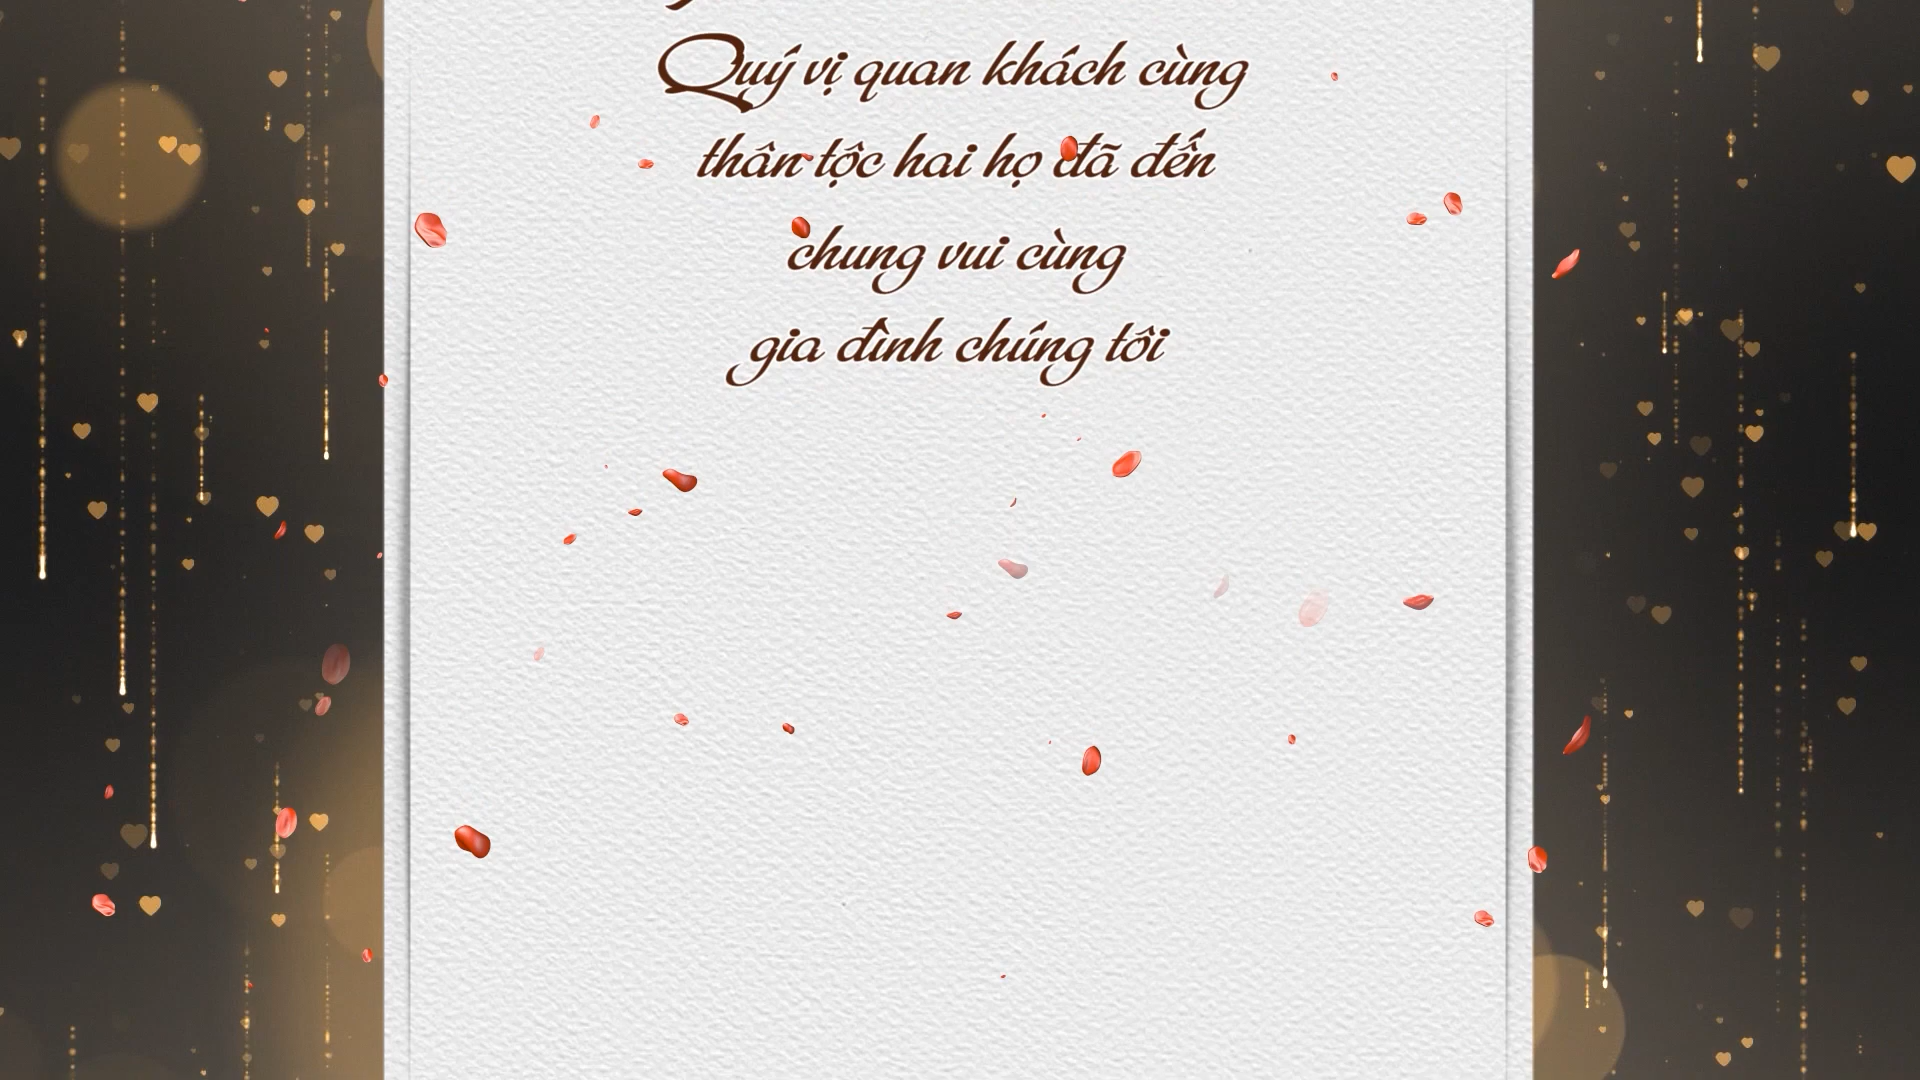 Quý vị quan khách cùng
thân tộc hai họ đã đến
chung vui cùng
gia đình chúng tôi